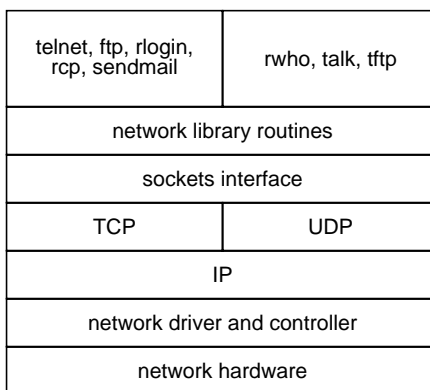 telnet, ftp, rlogin,
rcp, sendmail
rwho, talk, tftp
network library routines
sockets interface
TCP
UDP
IP
network driver and controller
network hardware